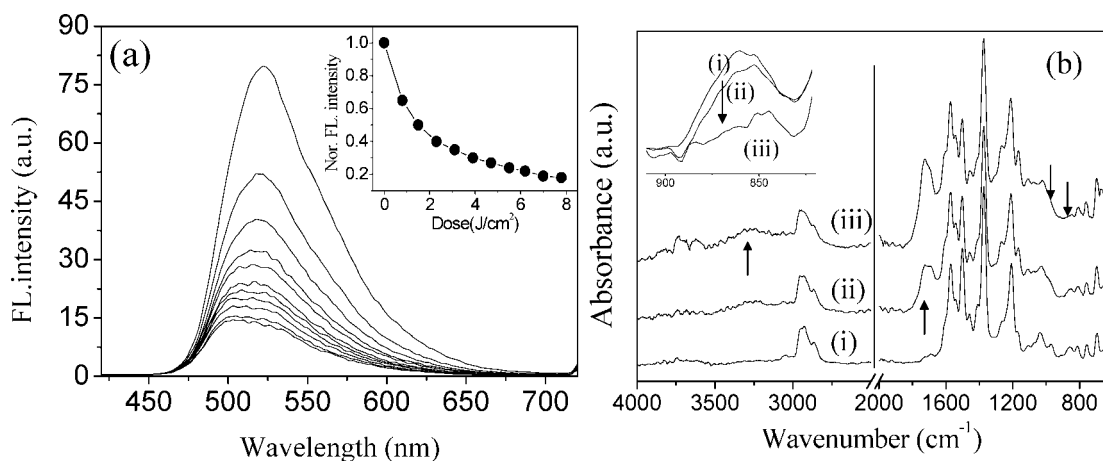 (a)
FL.intensity (a.u.)
90
75
60
45
30
15
0
450 500 550 600 650 700
Wavelength (nm)
Nor. FL. intensity
1.0
0.8
0.6
0.4
0.2
0 2 4 6 8
Dose(J/cm²)
(b)
Absorbance (a.u.)
(i)
(ii)
(iii)
900 850
(iii)
(ii)
(i)
4000 3500 3000 2500 2000 1600 1200 800
Wavenumber (cm⁻¹)